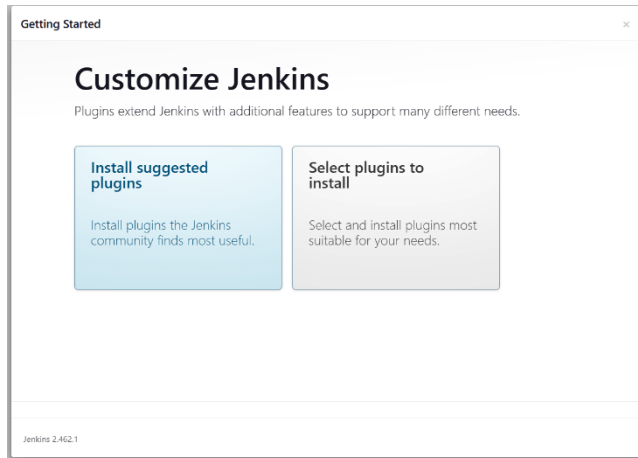 Getting Started
×
Customize Jenkins
Plugins extend Jenkins with additional features to support many different needs.
Install suggested
plugins
Install plugins the Jenkins
community finds most useful.
Select plugins to
install
Select and install plugins most
suitable for your needs.
Jenkins 2.462.1